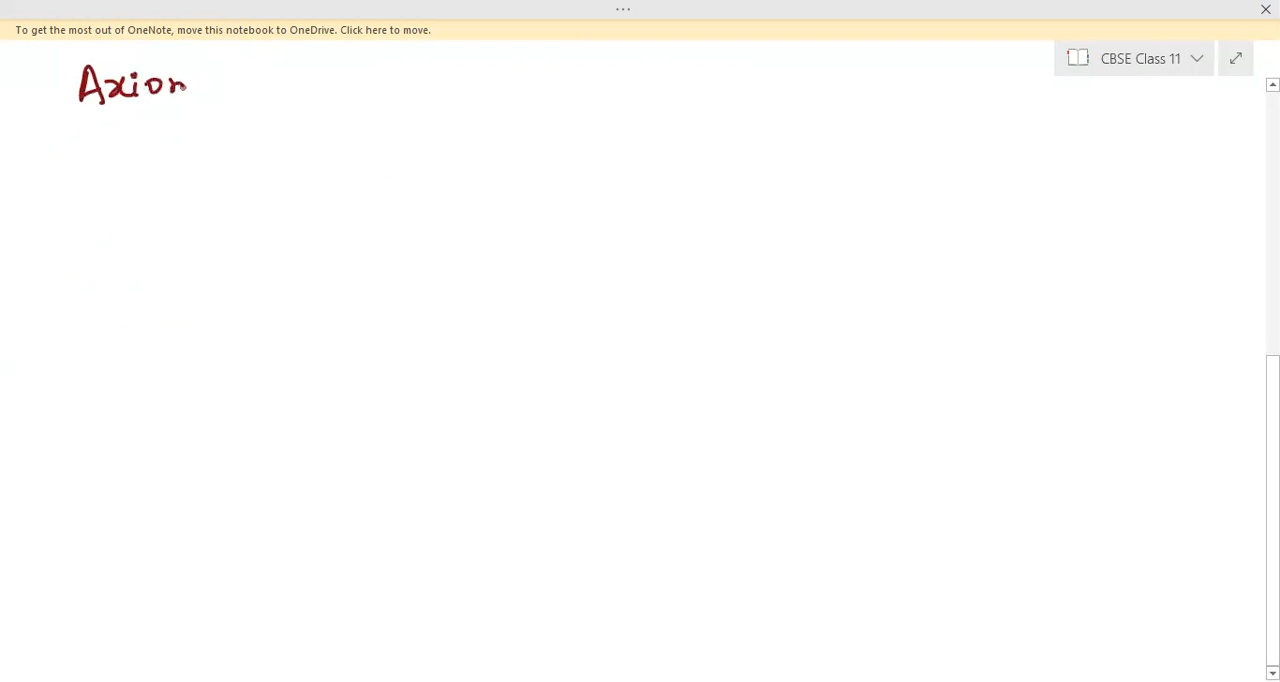 To get the most out of OneNote, move this notebook to OneDrive. Click here to move.
CBSE Class 11
Axion